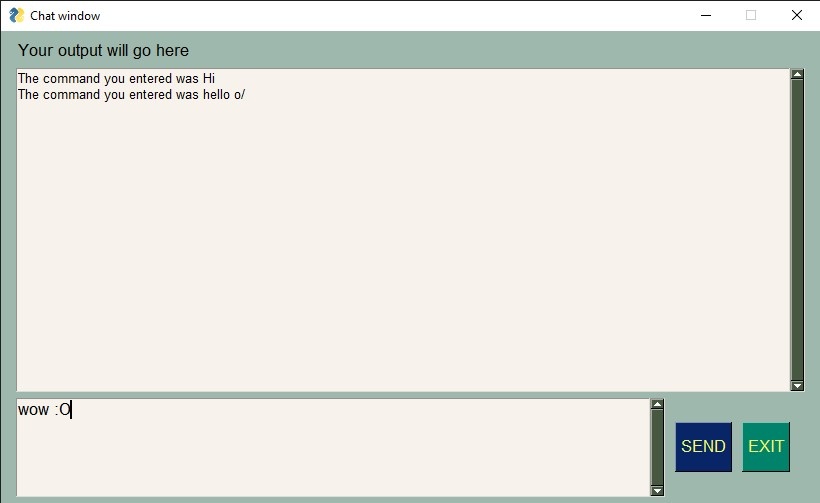 Chat window
Your output will go here
The command you entered was Hi
The command you entered was hello o/
wow :O
SEND
EXIT